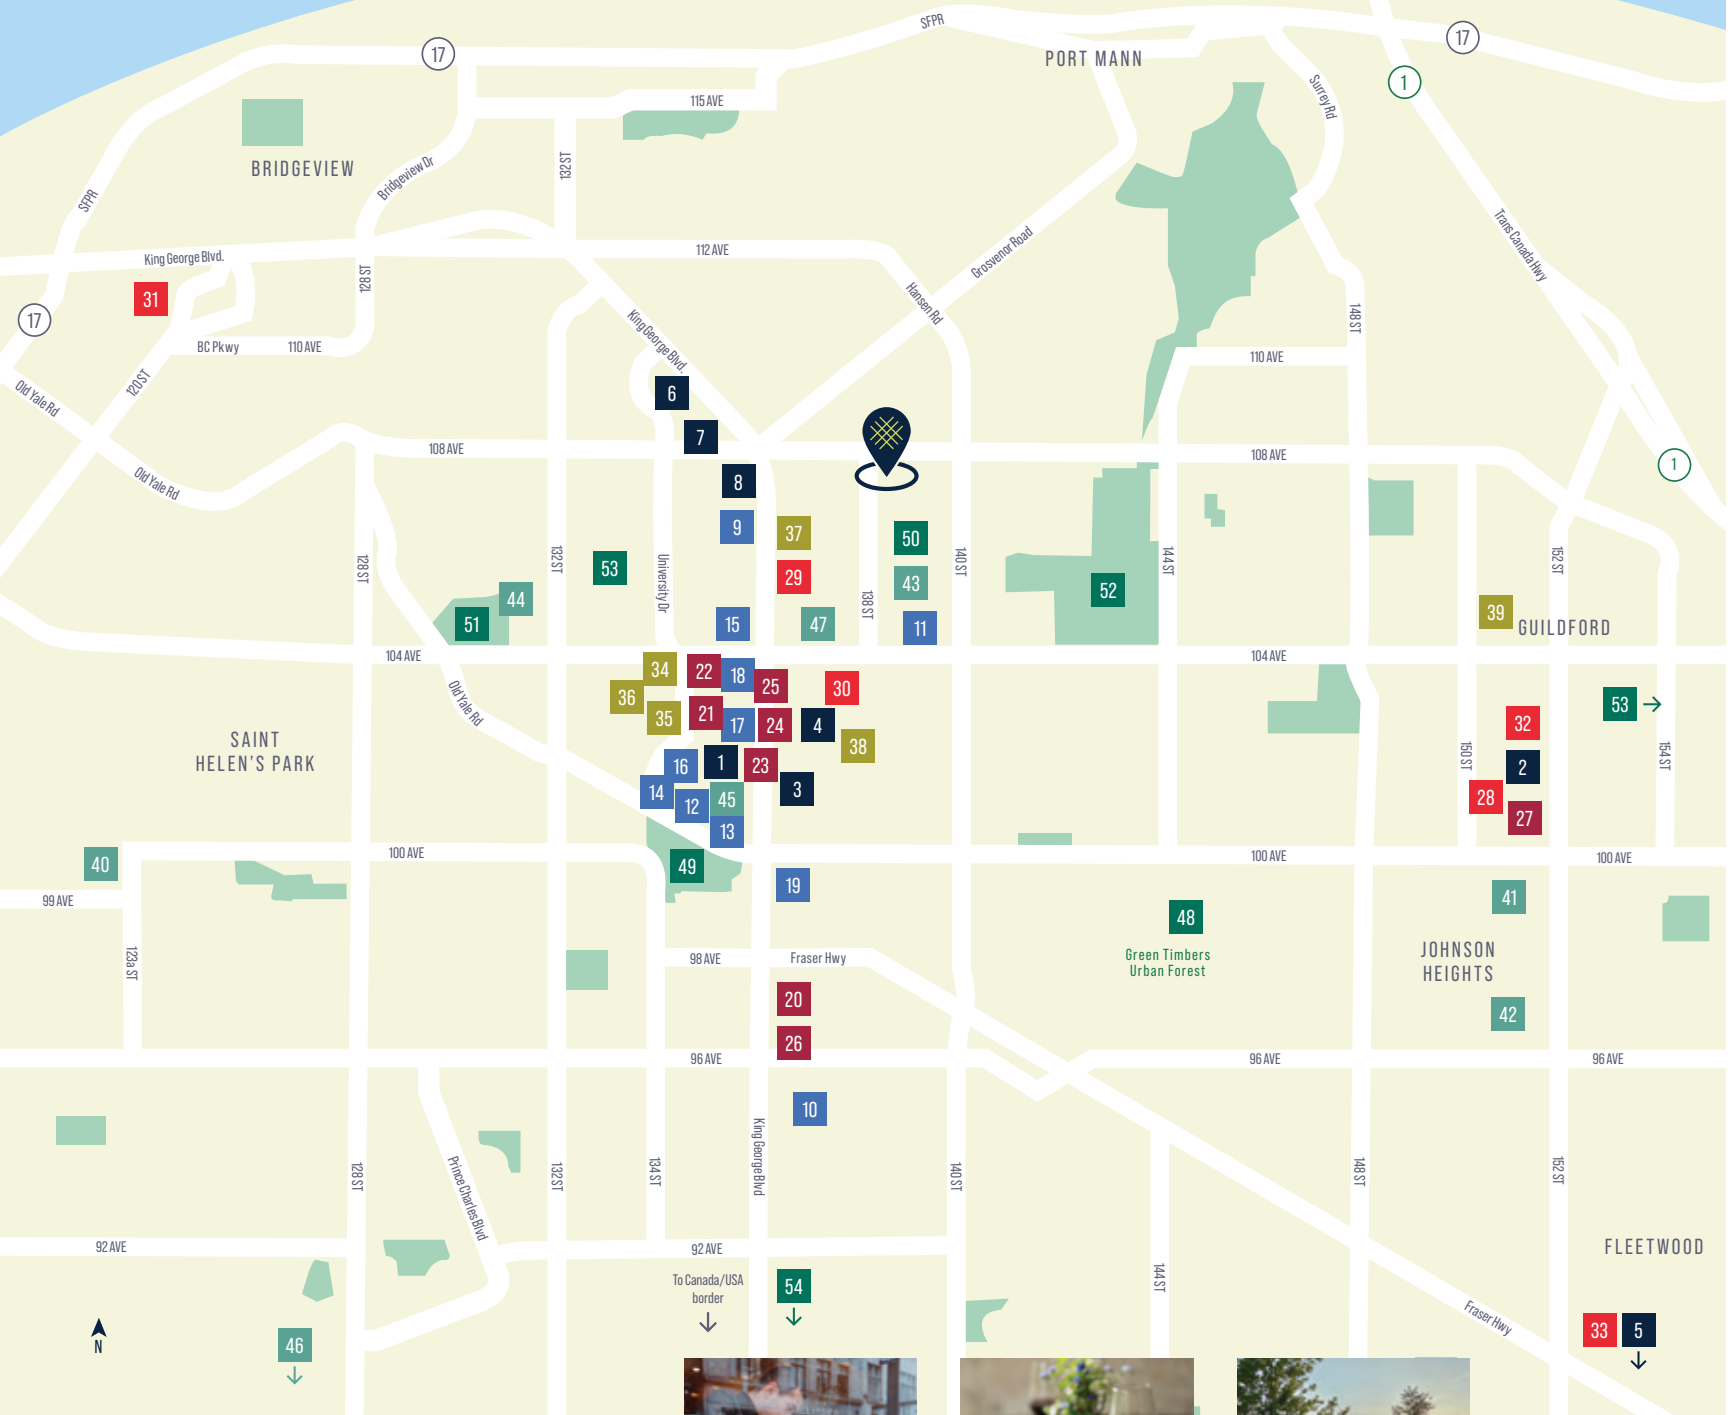 SFPR
17
17
PORT MANN
1
Surrey Rd
115 AVE
BRIDGEVIEW
Bridgeview Dr
132 ST
SFPR
King George Blvd.
112 AVE
Grosvenor Road
Trans Canada Hwy
128 ST
31
17
Hansen Rd
148 ST
King George Blvd.
BC Pkwy
110 AVE
110 AVE
120 ST
Old Yale Rd
6
7
108 AVE
108 AVE
1
Old Yale Rd
8
9
37
50
53
29
43
128 ST
132 ST
University Dr
138 ST
140 ST
144 ST
152 ST
52
44
51
15
47
11
39
GUILDFORD
104 AVE
104 AVE
34
22
18
25
30
36
35
21
17
24
4
38
53
Old Yale Rd
32
SAINT
HELEN'S PARK
16
1
23
3
150 ST
2
154 ST
14
12
45
28
27
13
40
100 AVE
49
100 AVE
100 AVE
19
99 AVE
41
48
Green Timbers
Urban Forest
JOHNSON
HEIGHTS
123a ST
98 AVE
Fraser Hwy
20
42
26
96 AVE
96 AVE
96 AVE
10
128 ST
Prince Charles Blvd
132 ST
134 ST
King George Blvd
140 ST
148 ST
152 ST
92 AVE
92 AVE
FLEETWOOD
To Canada/USA
border
54
144 ST
Fraser Hwy
33
5
N
46